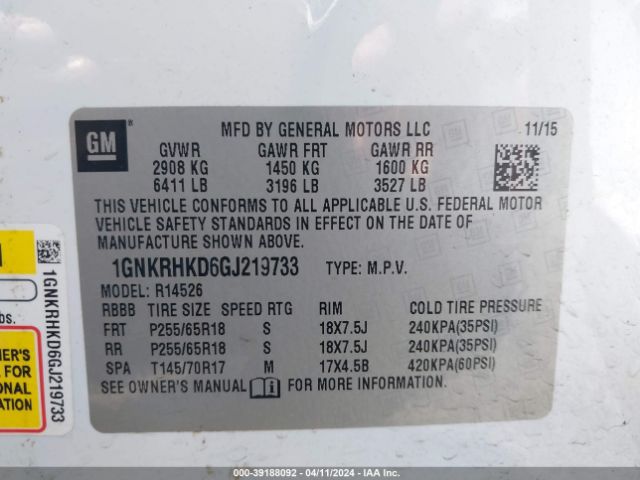 GM ®
MFD BY GENERAL MOTORS LLC 11/15
GVWR GAWR FRT GAWR RR
2908 KG 1450 KG 1600 KG
6411 LB 3196 LB 3527 LB
THIS VEHICLE CONFORMS TO ALL APPLICABLE U.S. FEDERAL MOTOR
VEHICLE SAFETY STANDARDS IN EFFECT ON THE DATE OF
MANUFACTURE SHOWN ABOVE.
1GNKRHKD6GJ219733 TYPE: M.P.V.
MODEL: R14526
RBBB TIRE SIZE SPEED RTG RIM COLD TIRE PRESSURE
FRT P255/65R18 S 18X7.5J 240KPA(35PSI)
RR P255/65R18 S 18X7.5J 240KPA(35PSI)
SPA T145/70R17 M 17X4.5B 420KPA(60PSI)
SEE OWNER'S MANUAL i FOR MORE INFORMATION.
lbs.
NER'S
FOR
ONAL
TION
1GNKRHKD6GJ219733
000-39188092 - 04/11/2024 - IAA Inc.